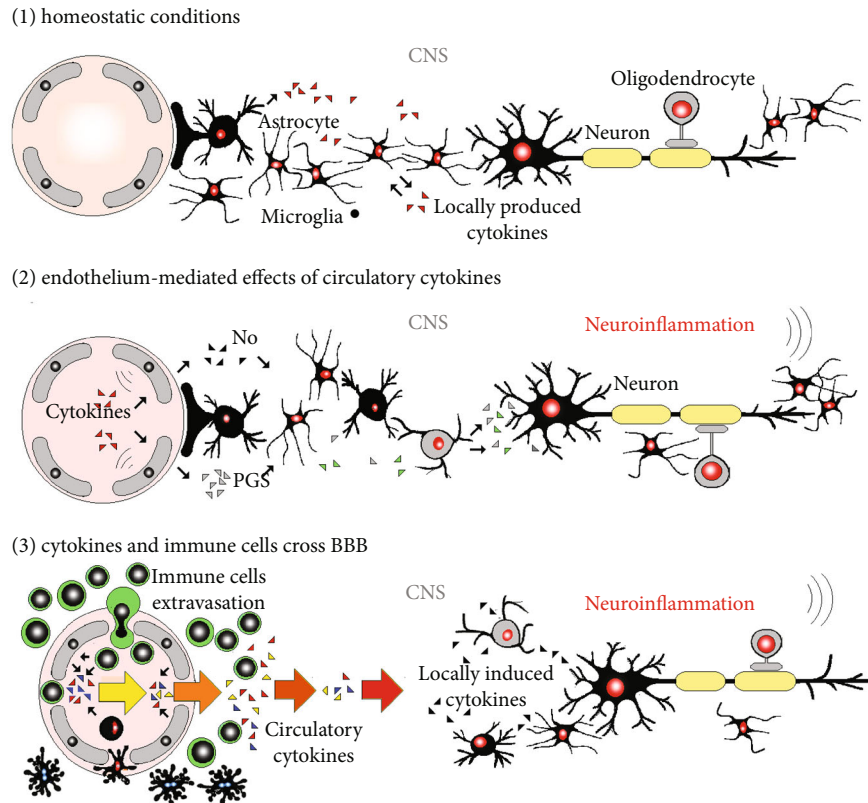 (1) homeostatic conditions
CNS
Oligodendrocyte
Astrocyte
Neuron
Microglia
Locally produced
cytokines
(2) endothelium-mediated effects of circulatory cytokines
No
CNS
Neuroinflammation
Neuron
Cytokines
PGS
(3) cytokines and immune cells cross BBB
Immune cells
extravasation
CNS
Neuroinflammation
Locally induced
cytokines
Circulatory
cytokines